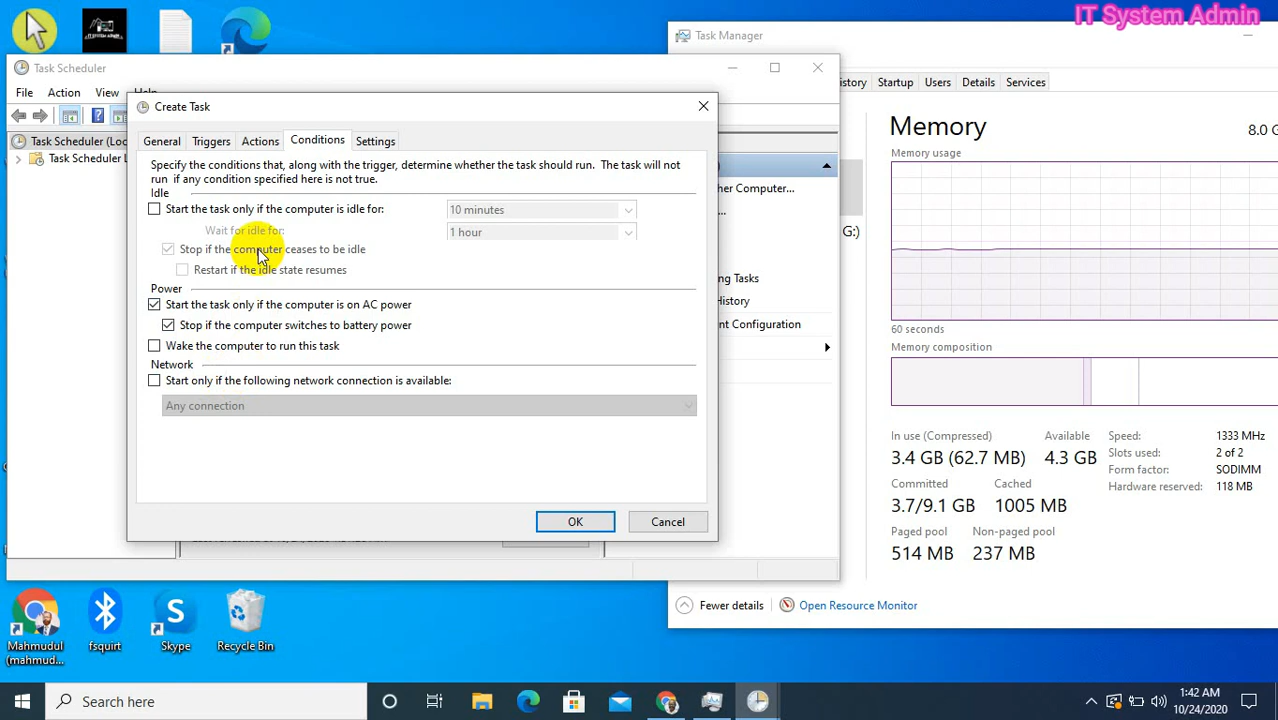 IT System Admin
Task Manager
Task Scheduler
File Action View Help
Create Task
History Startup Users Details Services
General Triggers Actions Conditions Settings
Memory 8.0 G
Memory usage
Specify the conditions that, along with the trigger, determine whether the task should run. The task will not
run if any condition specified here is not true.
Task Scheduler (Loc
Task Scheduler L
Idle
Start the task only if the computer is idle for: 10 minutes
Wait for idle for: 1 hour
Stop if the computer ceases to be idle
Restart if the idle state resumes
Power
Start the task only if the computer is on AC power
Stop if the computer switches to battery power
Wake the computer to run this task
Network
Start only if the following network connection is available:
Any connection
OK Cancel
her Computer...
...
G:)
ng Tasks
History
nt Configuration
60 seconds
Memory composition
In use (Compressed)
3.4 GB (62.7 MB)
Available
4.3 GB
Speed: 1333 MHz
Slots used: 2 of 2
Form factor: SODIMM
Hardware reserved: 118 MB
Committed
3.7/9.1 GB
Cached
1005 MB
Paged pool
514 MB
Non-paged pool
237 MB
Fewer details Open Resource Monitor
Mahmudul
(mahmud...
fsquirt
Skype
Recycle Bin
Search here
1:42 AM
10/24/2020